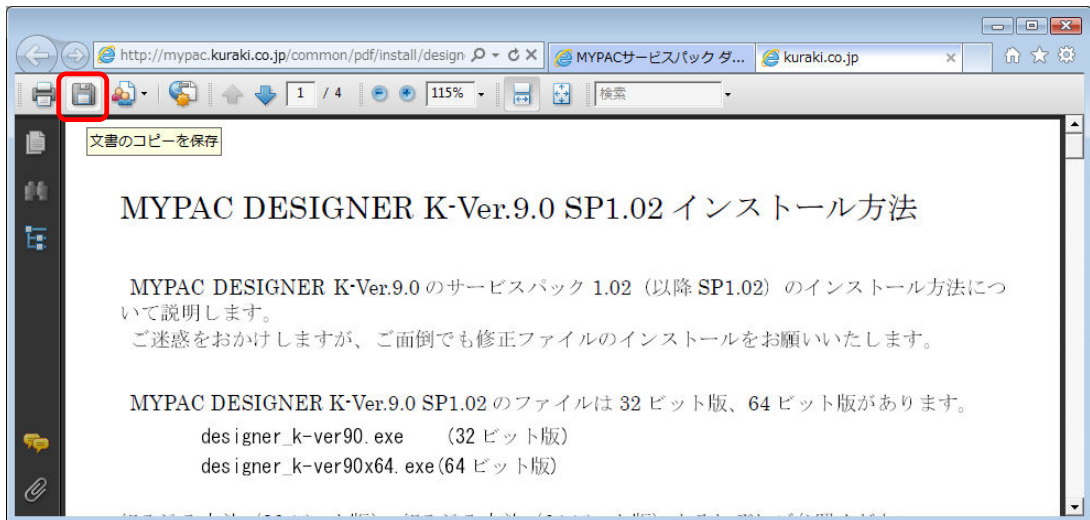 http://mypac.kuraki.co.jp/common/pdf/install/design
MYPACサービスパック ダ...
kuraki.co.jp
1 / 4
115%
検索
文書のコピーを保存
MYPAC DESIGNER K-Ver.9.0 SP1.02 インストール方法
MYPAC DESIGNER K-Ver.9.0 のサービスパック 1.02（以降 SP1.02）のインストール方法につ
いて説明します。
ご迷惑をおかけしますが、ご面倒でも修正ファイルのインストールをお願いいたします。
MYPAC DESIGNER K-Ver.9.0 SP1.02 のファイルは 32 ビット版、64 ビット版があります。
designer_k-ver90.exe （32 ビット版）
designer_k-ver90x64.exe(64 ビット版)